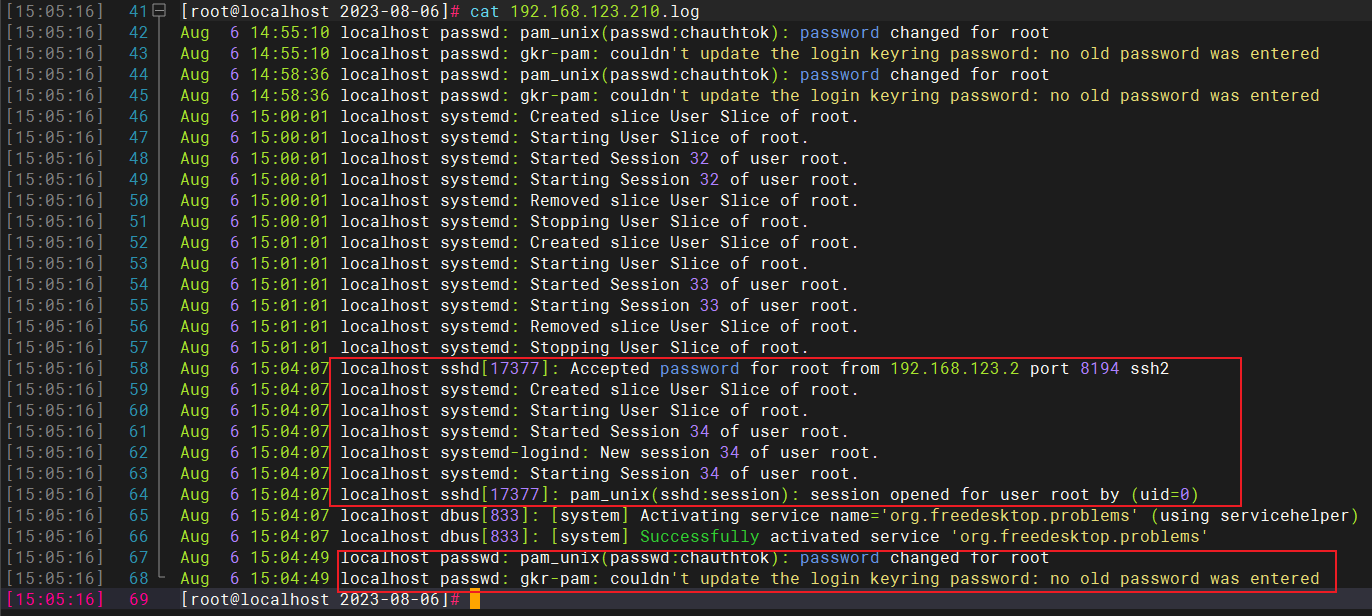 [15:05:16] 41 [root@localhost 2023-08-06]# cat 192.168.123.210.log
[15:05:16] 42 Aug  6 14:55:10 localhost passwd: pam_unix(passwd:chauthtok): password changed for root
[15:05:16] 43 Aug  6 14:55:10 localhost passwd: gkr-pam: couldn't update the login keyring password: no old password was entered
[15:05:16] 44 Aug  6 14:58:36 localhost passwd: pam_unix(passwd:chauthtok): password changed for root
[15:05:16] 45 Aug  6 14:58:36 localhost passwd: gkr-pam: couldn't update the login keyring password: no old password was entered
[15:05:16] 46 Aug  6 15:00:01 localhost systemd: Created slice User Slice of root.
[15:05:16] 47 Aug  6 15:00:01 localhost systemd: Starting User Slice of root.
[15:05:16] 48 Aug  6 15:00:01 localhost systemd: Started Session 32 of user root.
[15:05:16] 49 Aug  6 15:00:01 localhost systemd: Starting Session 32 of user root.
[15:05:16] 50 Aug  6 15:00:01 localhost systemd: Removed slice User Slice of root.
[15:05:16] 51 Aug  6 15:00:01 localhost systemd: Stopping User Slice of root.
[15:05:16] 52 Aug  6 15:01:01 localhost systemd: Created slice User Slice of root.
[15:05:16] 53 Aug  6 15:01:01 localhost systemd: Starting User Slice of root.
[15:05:16] 54 Aug  6 15:01:01 localhost systemd: Started Session 33 of user root.
[15:05:16] 55 Aug  6 15:01:01 localhost systemd: Starting Session 33 of user root.
[15:05:16] 56 Aug  6 15:01:01 localhost systemd: Removed slice User Slice of root.
[15:05:16] 57 Aug  6 15:01:01 localhost systemd: Stopping User Slice of root.
[15:05:16] 58 Aug  6 15:04:07 localhost sshd[17377]: Accepted password for root from 192.168.123.2 port 8194 ssh2
[15:05:16] 59 Aug  6 15:04:07 localhost systemd: Created slice User Slice of root.
[15:05:16] 60 Aug  6 15:04:07 localhost systemd: Starting User Slice of root.
[15:05:16] 61 Aug  6 15:04:07 localhost systemd: Started Session 34 of user root.
[15:05:16] 62 Aug  6 15:04:07 localhost systemd-logind: New session 34 of user root.
[15:05:16] 63 Aug  6 15:04:07 localhost systemd: Starting Session 34 of user root.
[15:05:16] 64 Aug  6 15:04:07 localhost sshd[17377]: pam_unix(sshd:session): session opened for user root by (uid=0)
[15:05:16] 65 Aug  6 15:04:07 localhost dbus[833]: [system] Activating service name='org.freedesktop.problems' (using servicehelper)
[15:05:16] 66 Aug  6 15:04:07 localhost dbus[833]: [system] Successfully activated service 'org.freedesktop.problems'
[15:05:16] 67 Aug  6 15:04:49 localhost passwd: pam_unix(passwd:chauthtok): password changed for root
[15:05:16] 68 Aug  6 15:04:49 localhost passwd: gkr-pam: couldn't update the login keyring password: no old password was entered
[15:05:16] 69 [root@localhost 2023-08-06]#